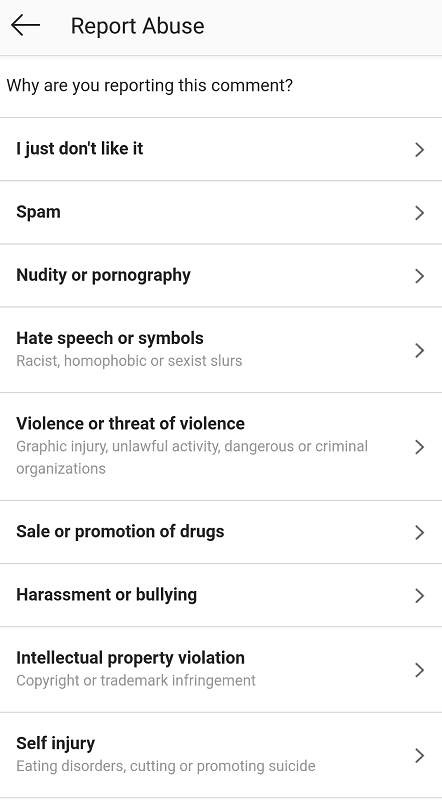 Report Abuse
Why are you reporting this comment?
I just don't like it
Spam
Nudity or pornography
Hate speech or symbols
Racist, homophobic or sexist slurs
Violence or threat of violence
Graphic injury, unlawful activity, dangerous or criminal
organizations
Sale or promotion of drugs
Harassment or bullying
Intellectual property violation
Copyright or trademark infringement
Self injury
Eating disorders, cutting or promoting suicide